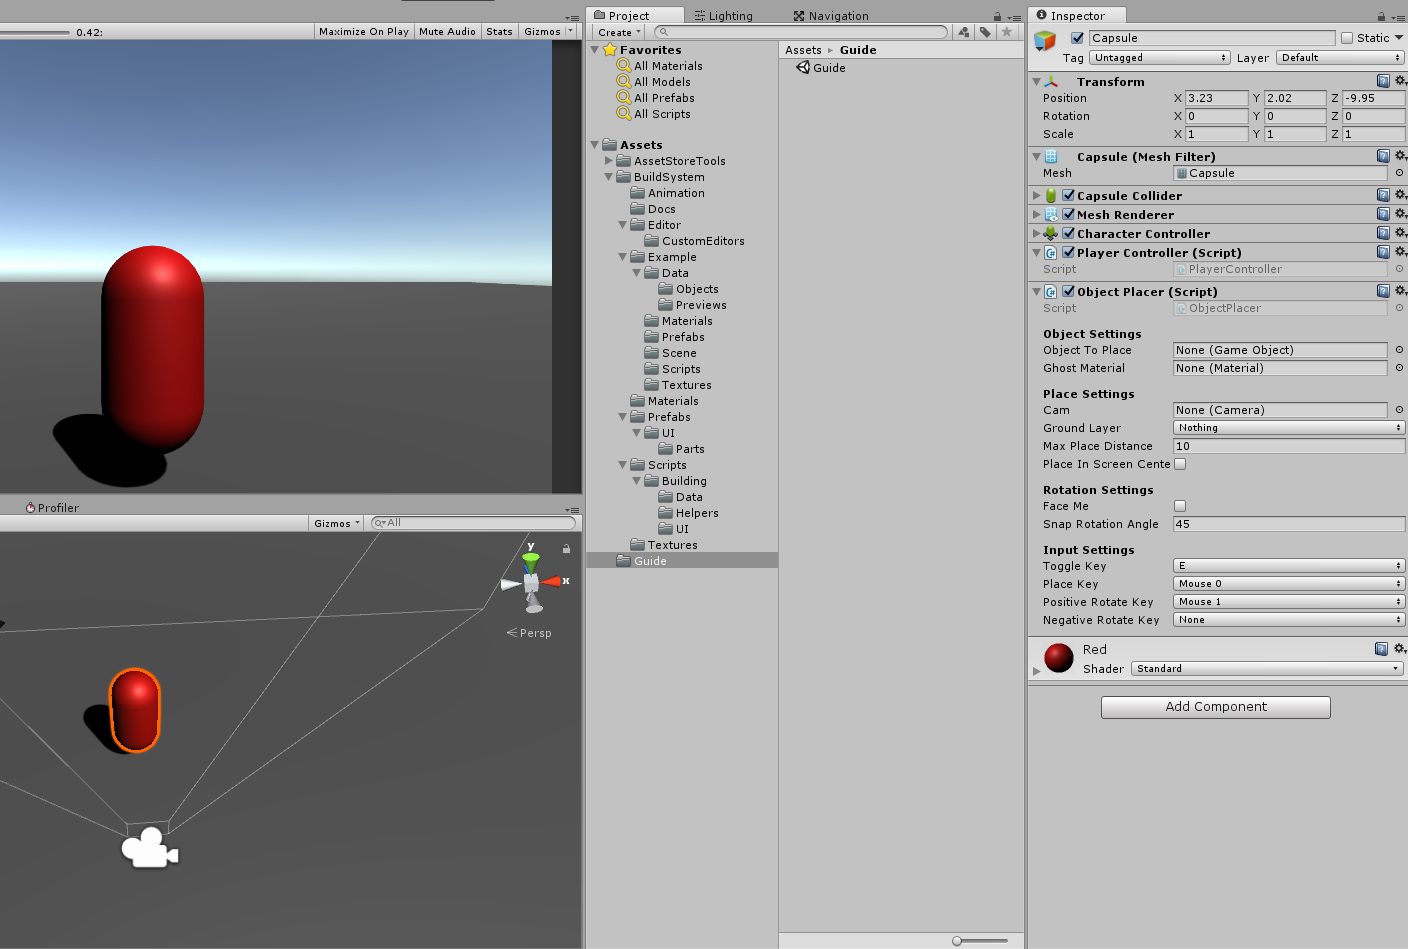 0.42:
Maximize On Play
Mute Audio
Stats
Gizmos
Profiler
Gizmos
All
y
x
Persp
Project
Lighting
Navigation
Create
Favorites
All Materials
All Models
All Prefabs
All Scripts
Assets
AssetStoreTools
BuildSystem
Animation
Docs
Editor
CustomEditors
Example
Data
Objects
Previews
Materials
Prefabs
Scene
Scripts
Textures
Materials
Prefabs
UI
Parts
Scripts
Building
Data
Helpers
UI
Textures
Guide
Assets ▸ Guide
Guide
Inspector
Capsule
Static
Tag Untagged Layer Default
Transform
Position X 3.23 Y 2.02 Z -9.95
Rotation X 0 Y 0 Z 0
Scale X 1 Y 1 Z 1
Capsule (Mesh Filter)
Mesh Capsule
Capsule Collider
Mesh Renderer
Character Controller
Player Controller (Script)
Script PlayerController
Object Placer (Script)
Script ObjectPlacer
Object Settings
Object To Place None (Game Object)
Ghost Material None (Material)
Place Settings
Cam None (Camera)
Ground Layer Nothing
Max Place Distance 10
Place In Screen Cente
Rotation Settings
Face Me
Snap Rotation Angle 45
Input Settings
Toggle Key E
Place Key Mouse 0
Positive Rotate Key Mouse 1
Negative Rotate Key None
Red
Shader Standard
Add Component